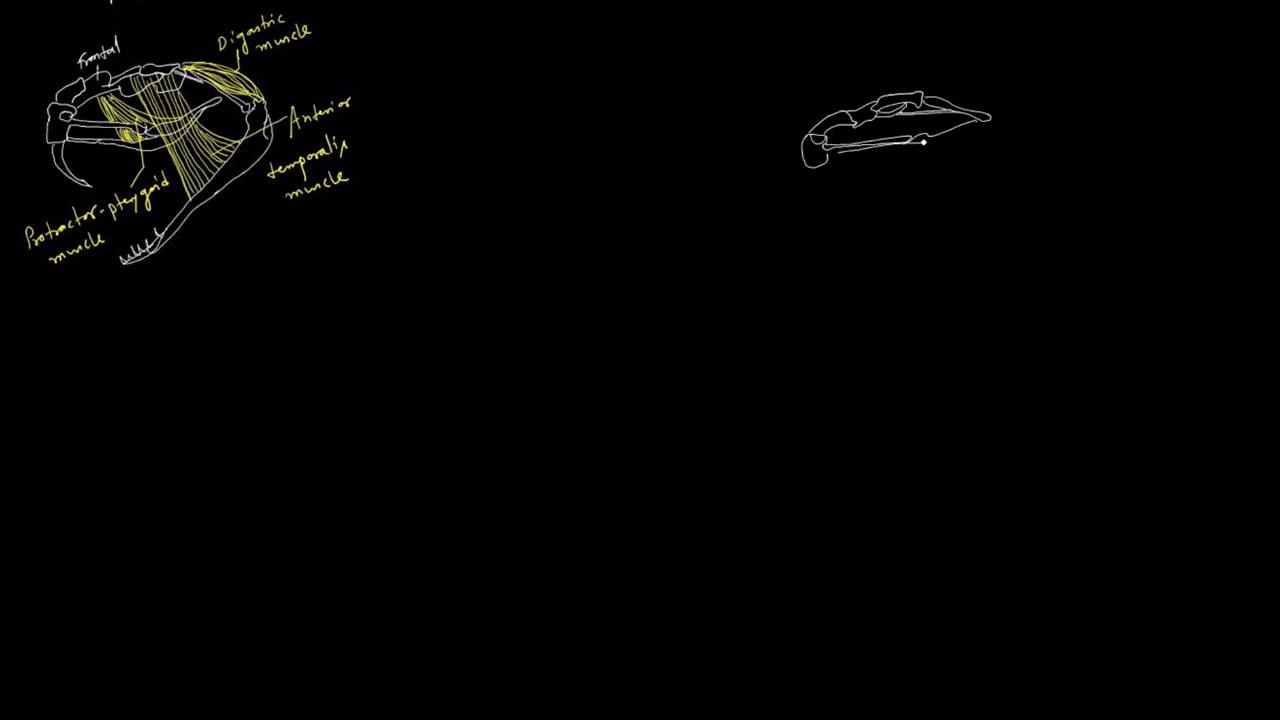 Digastric
muscle
frontal
Anterior
temporalis
muscle
Protractor-pterygoid
muscle